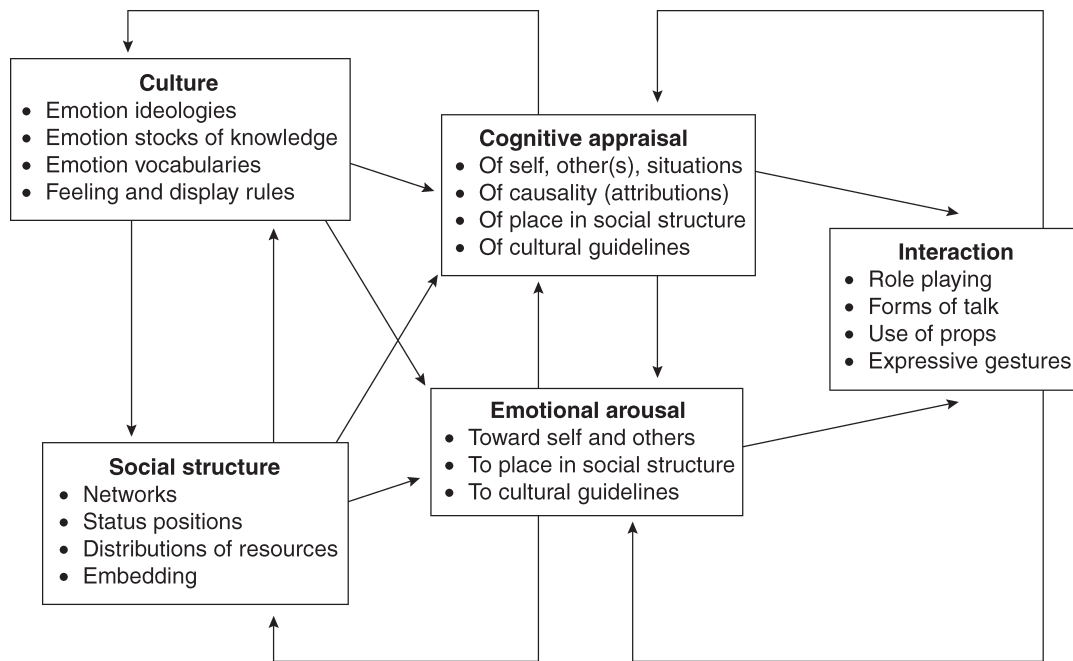 Culture
• Emotion ideologies
• Emotion stocks of knowledge
• Emotion vocabularies
• Feeling and display rules
Cognitive appraisal
• Of self, other(s), situations
• Of causality (attributions)
• Of place in social structure
• Of cultural guidelines
Interaction
• Role playing
• Forms of talk
• Use of props
• Expressive gestures
Emotional arousal
• Toward self and others
• To place in social structure
• To cultural guidelines
Social structure
• Networks
• Status positions
• Distributions of resources
• Embedding